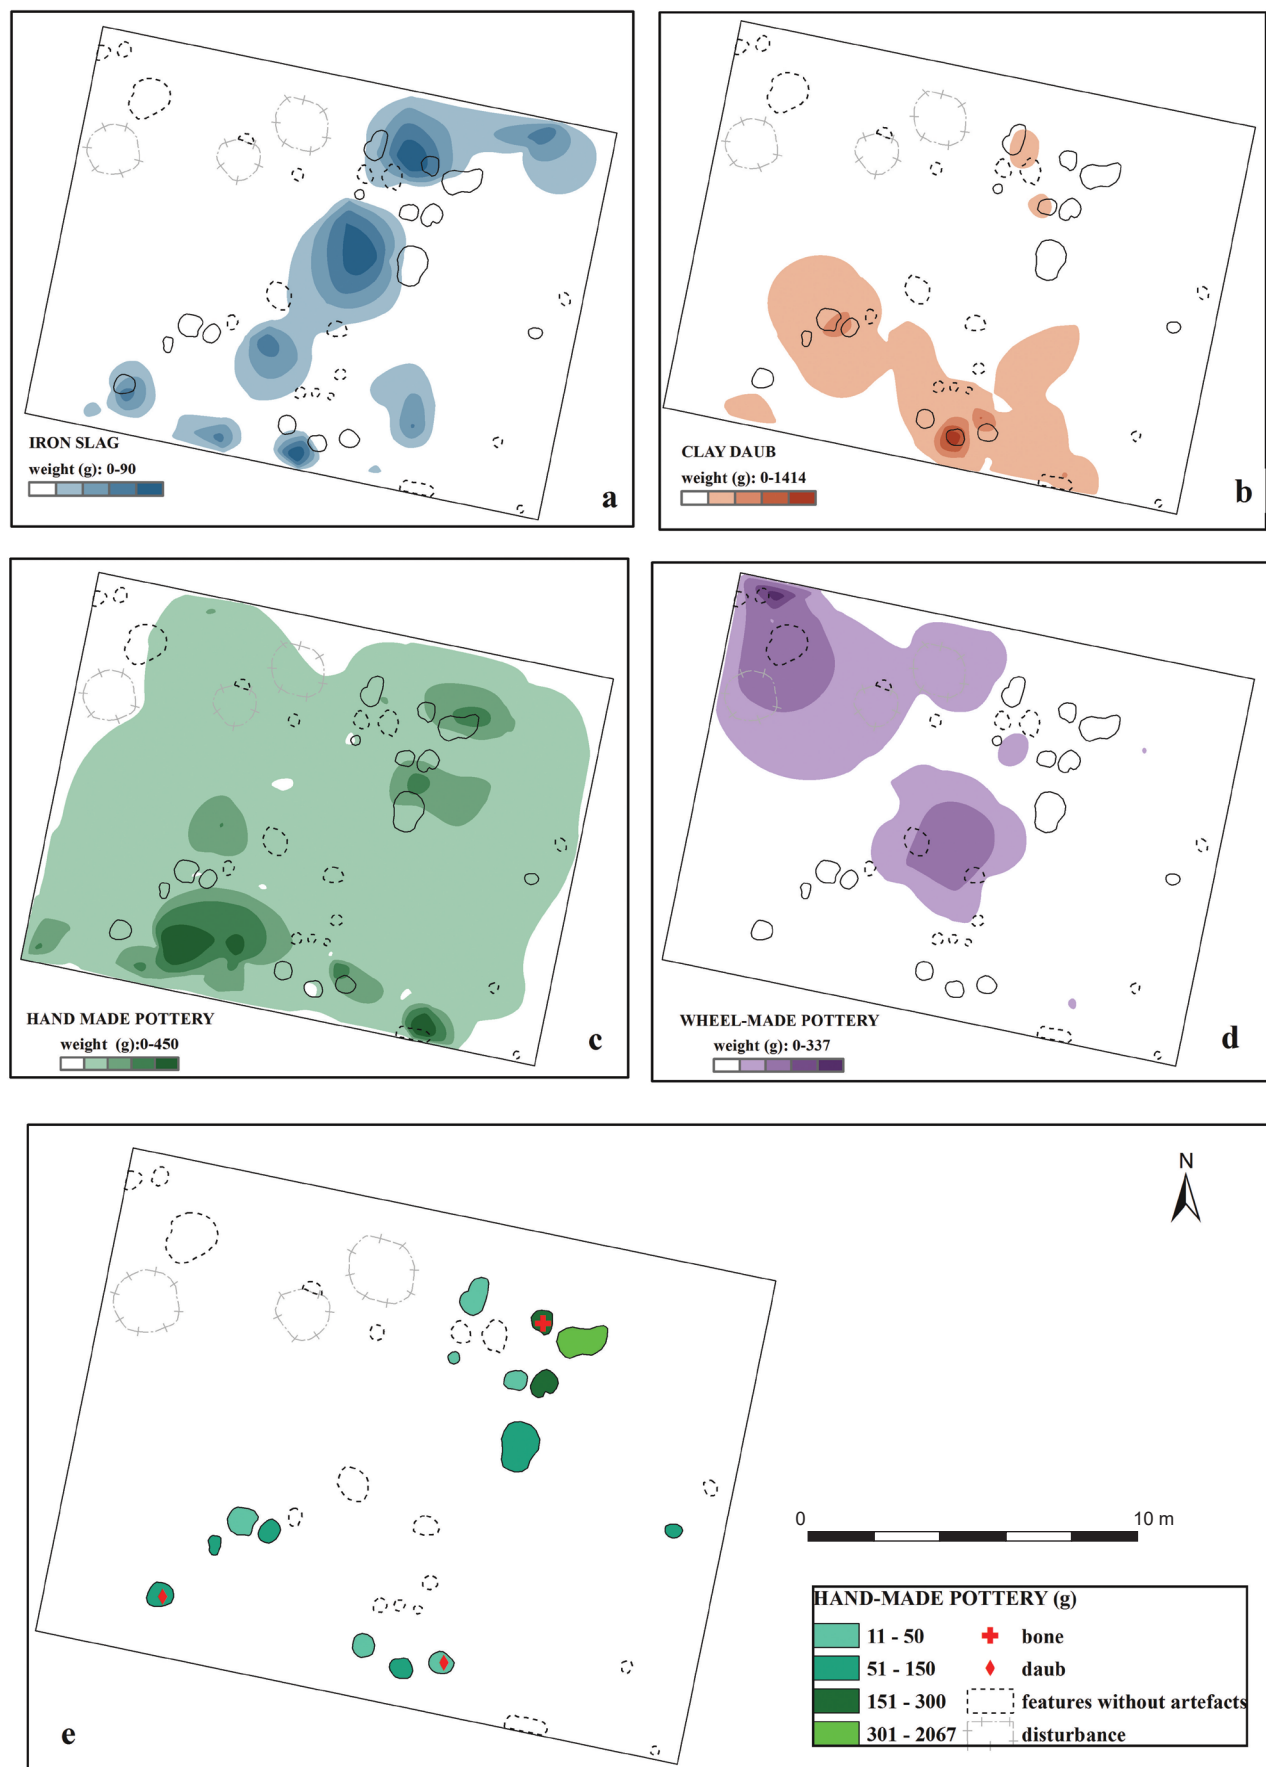 IRON SLAG
weight (g): 0-90
a
CLAY DAUB
weight (g): 0-1414
b
HAND MADE POTTERY
weight (g):0-450
c
WHEEL-MADE POTTERY
weight (g): 0-337
d
N
0 10 m
HAND-MADE POTTERY (g)
11 - 50 bone
51 - 150 daub
151 - 300 features without artefacts
301 - 2067 disturbance
e